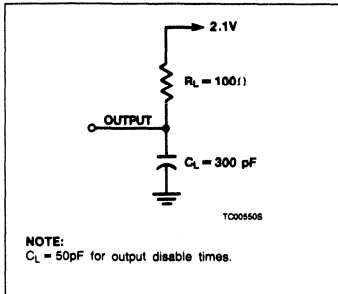 2.1V
R_L = 100Ω
OUTPUT
C_L = 300 pF
TC00550S
NOTE:
C_L = 50pF for output disable times.